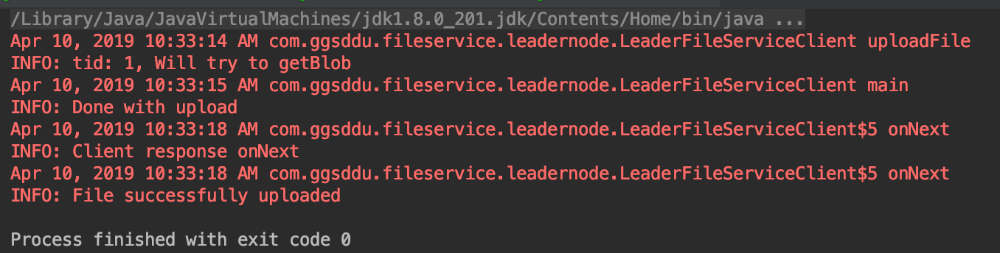 /Library/Java/JavaVirtualMachines/jdk1.8.0_201.jdk/Contents/Home/bin/java ...
Apr 10, 2019 10:33:14 AM com.ggsddu.fileservice.leadernode.LeaderFileServiceClient uploadFile
INFO: tid: 1, Will try to getBlob
Apr 10, 2019 10:33:15 AM com.ggsddu.fileservice.leadernode.LeaderFileServiceClient main
INFO: Done with upload
Apr 10, 2019 10:33:18 AM com.ggsddu.fileservice.leadernode.LeaderFileServiceClient$5 onNext
INFO: Client response onNext
Apr 10, 2019 10:33:18 AM com.ggsddu.fileservice.leadernode.LeaderFileServiceClient$5 onNext
INFO: File successfully uploaded
Process finished with exit code 0